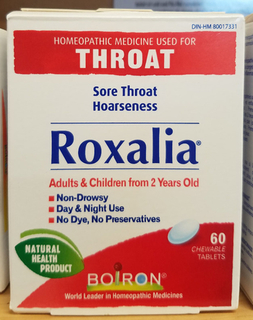 DIN-HM 80017331
HOMEOPATHIC MEDICINE USED FOR
THROAT
Sore Throat
Hoarseness
Roxalia®
Adults & Children from 2 Years Old
Non-Drowsy
Day & Night Use
No Dye, No Preservatives
60
CHEWABLE
TABLETS
NATURAL
HEALTH
PRODUCT
BOIRON®
World Leader in Homeopathic Medicines